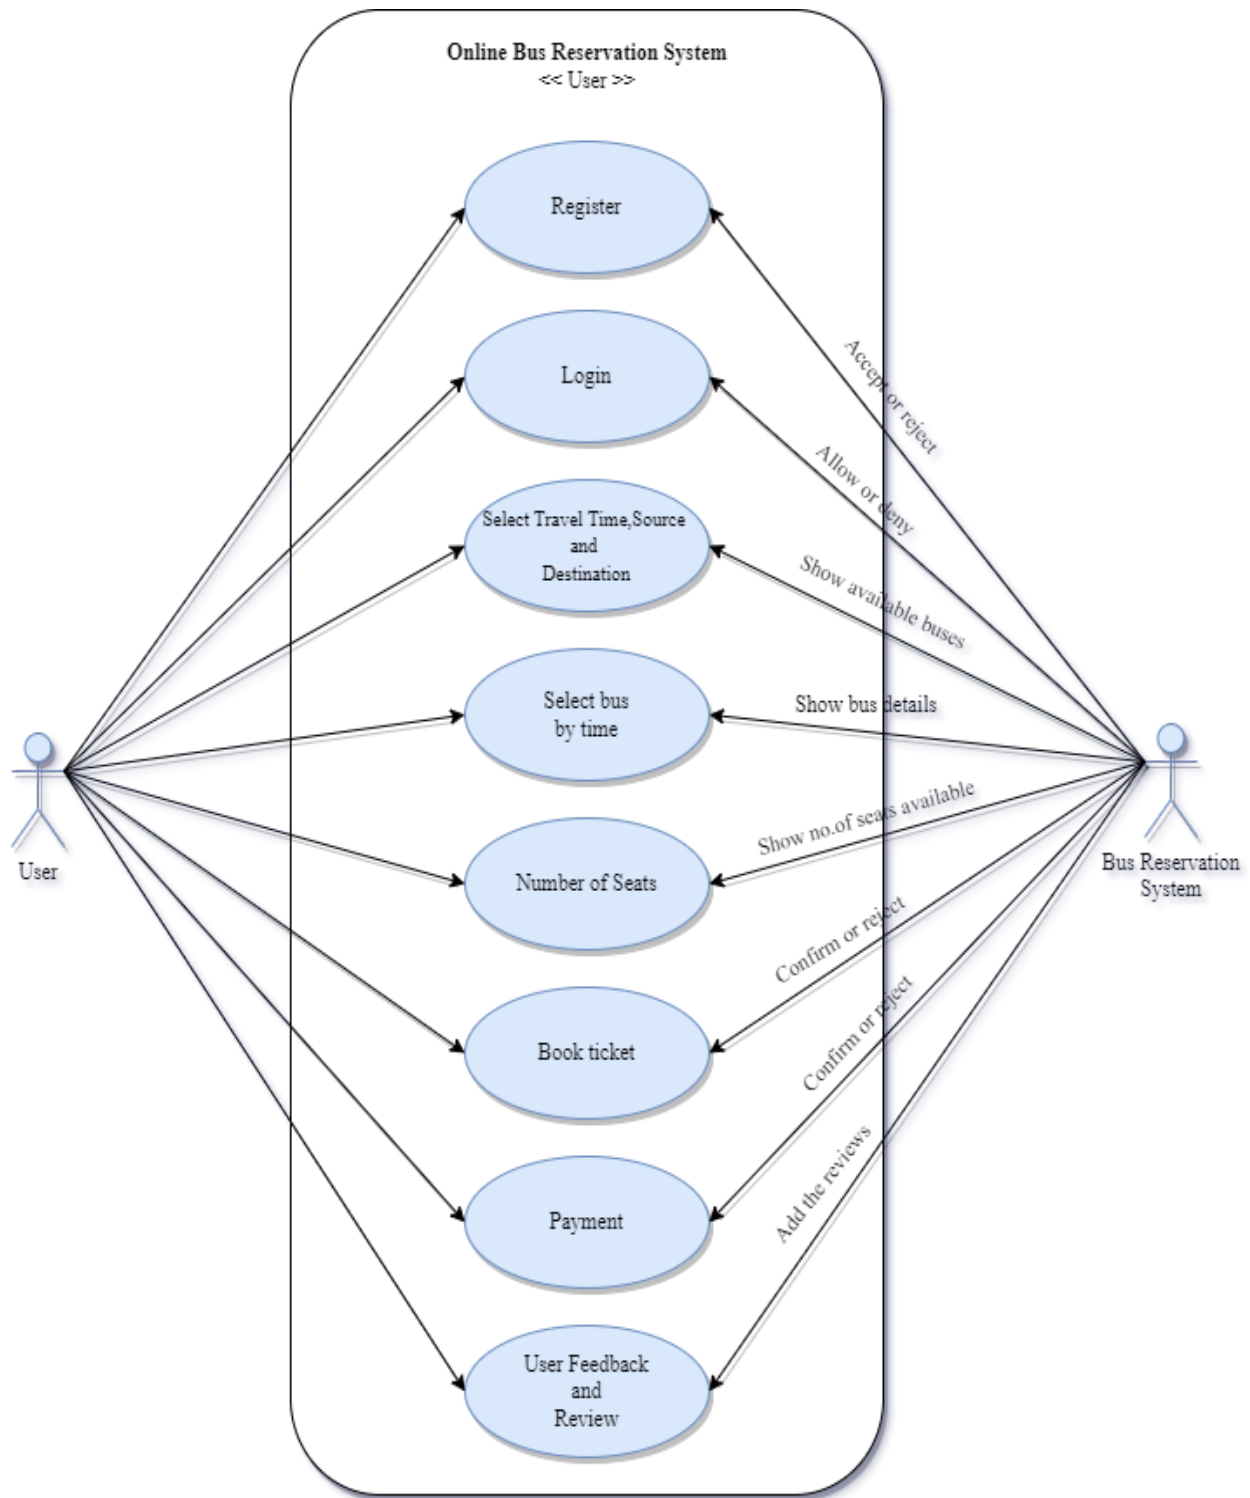 Online Bus Reservation System
<< User >>
Register
Accept or reject
Login
Allow or deny
Select Travel Time,Source
and
Destination
Show available buses
Select bus
by time
Show bus details
User
Bus Reservation
System
Number of Seats
Show no.of seats available
Book ticket
Confirm or reject
Payment
Confirm or reject
User Feedback
and
Review
Add the reviews